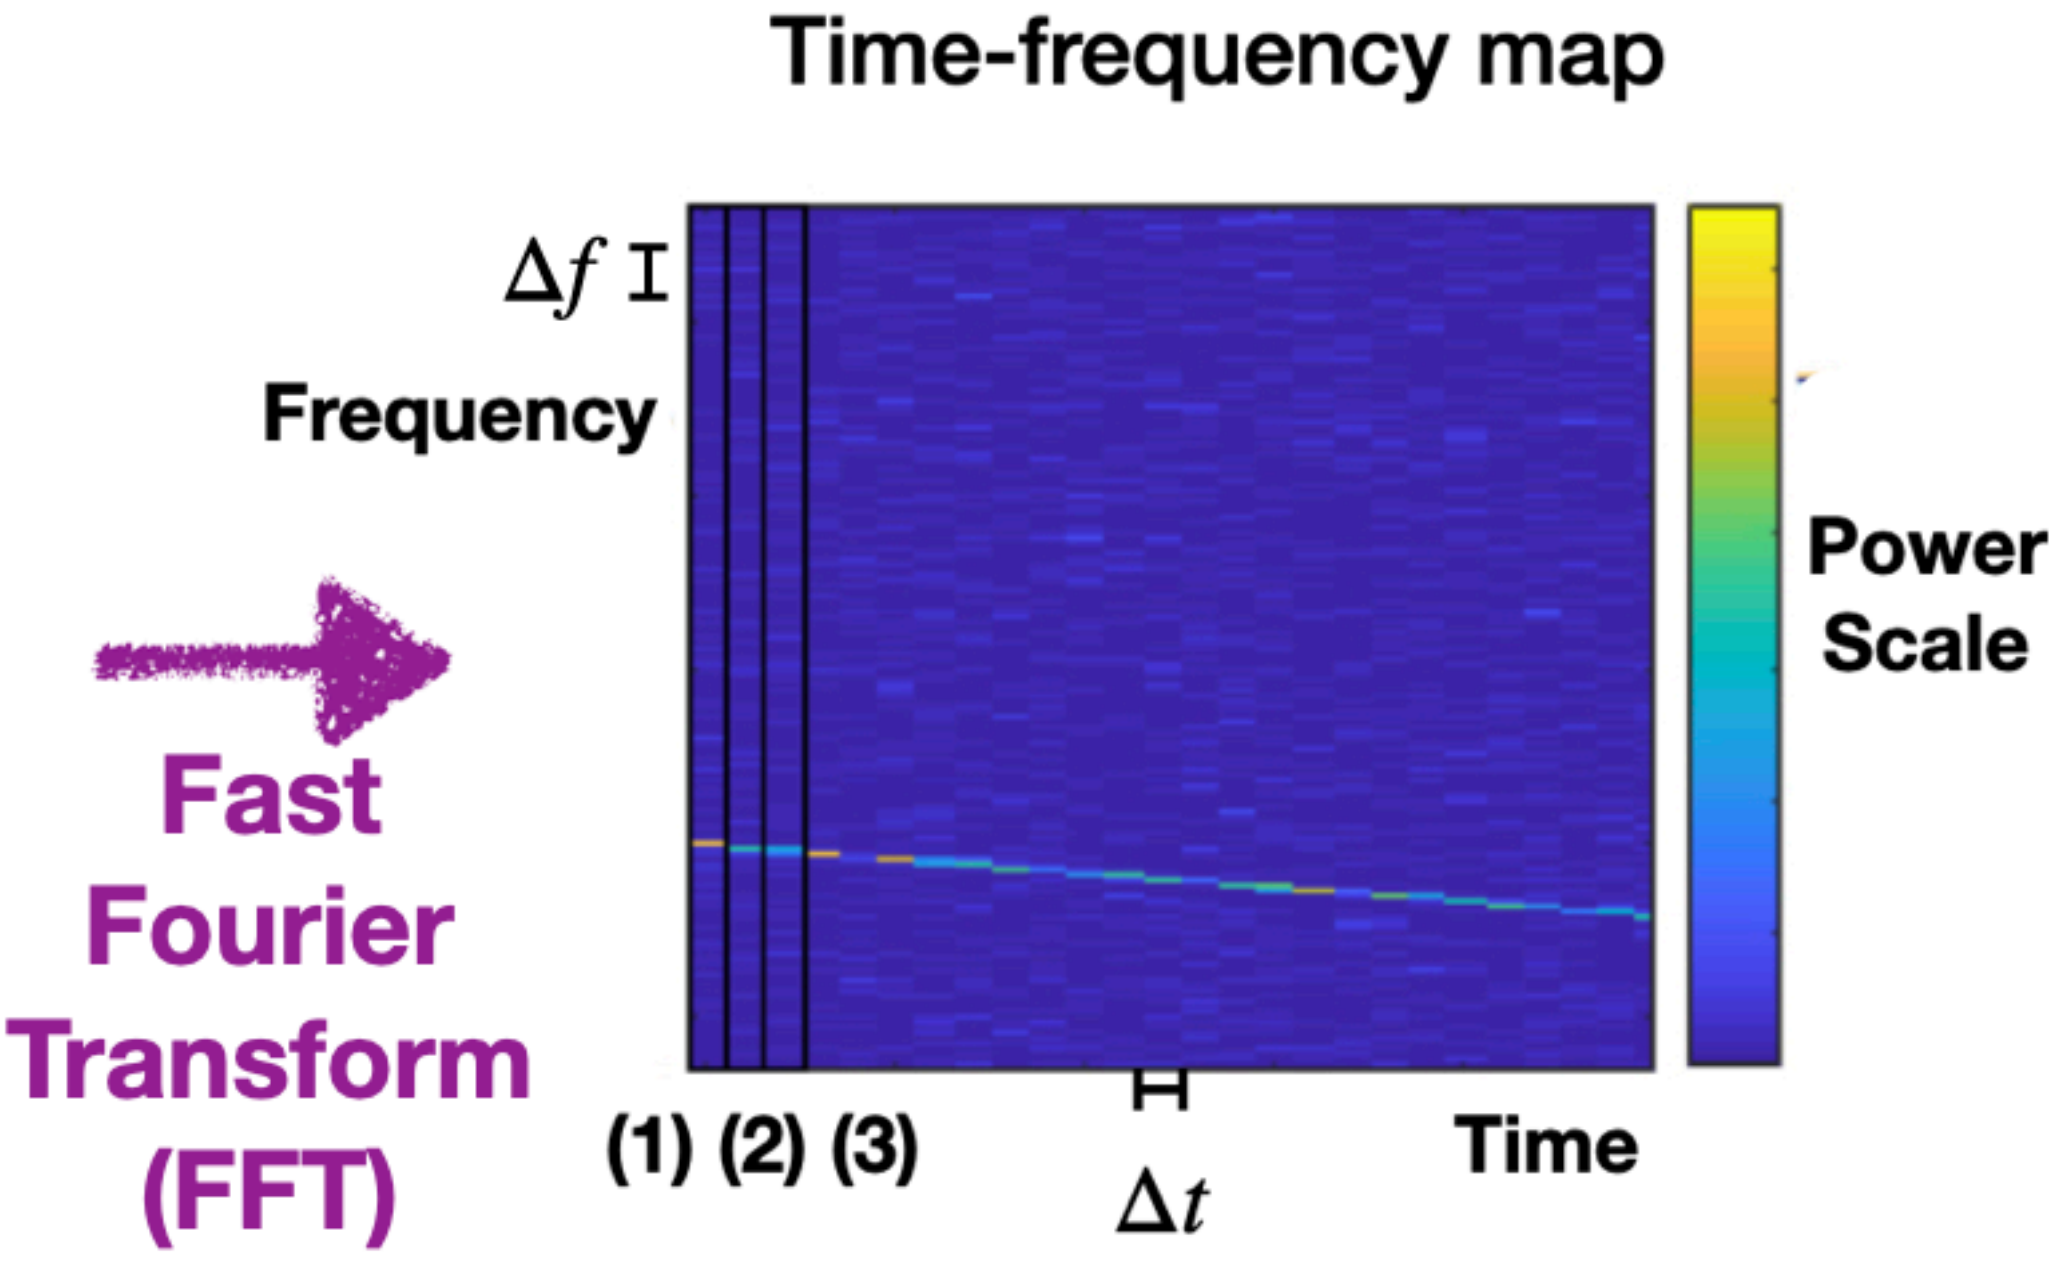 Time-frequency map
Δf
Frequency
Power
Scale
Fast
Fourier
Transform
(FFT)
(1) (2) (3)
Time
Δt